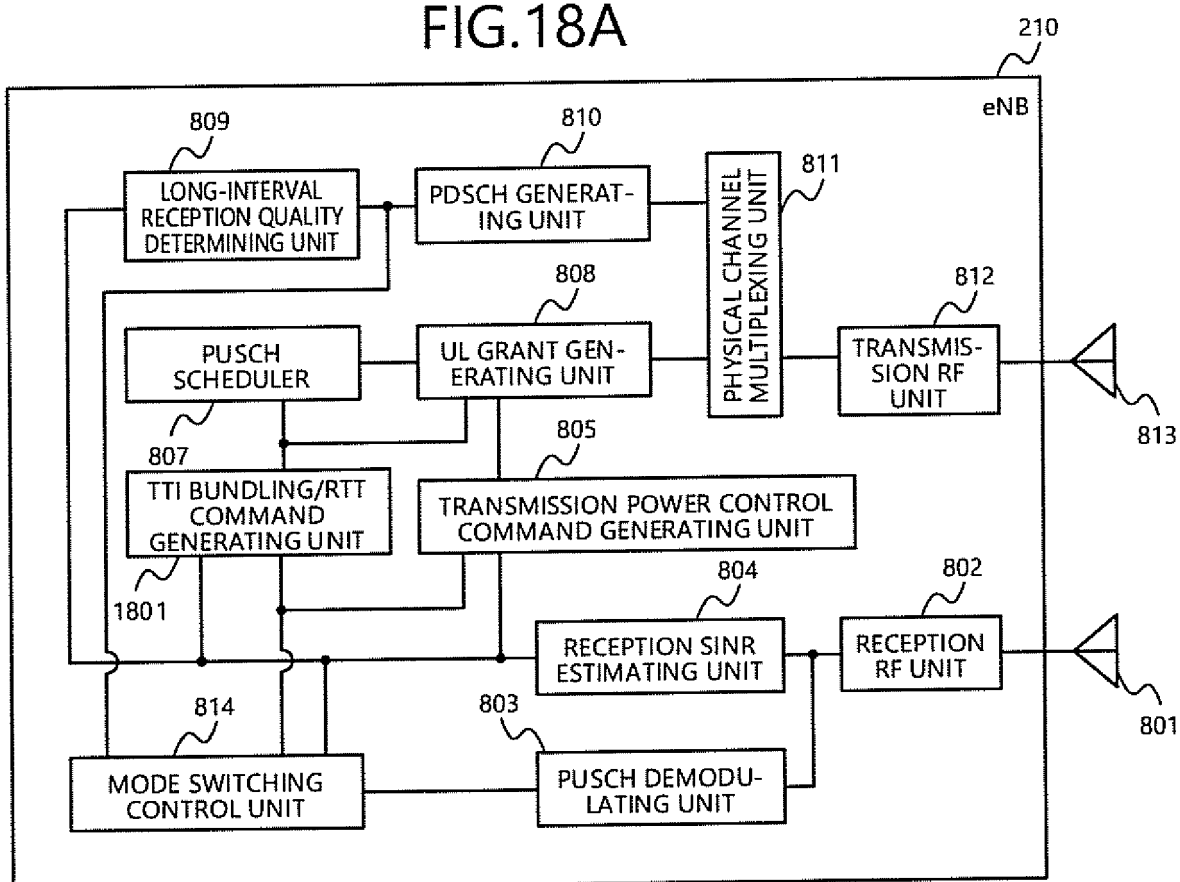 FIG.18A
210
eNB
809
LONG-INTERVAL
RECEPTION QUALITY
DETERMINING UNIT
810
PDSCH GENERAT-
ING UNIT
PHYSICAL CHANNEL
MULTIPLEXING UNIT
811
PUSCH
SCHEDULER
807
808
UL GRANT GEN-
ERATING UNIT
812
TRANSMIS-
SION RF
UNIT
813
TTI BUNDLING/RTT
COMMAND
GENERATING UNIT
1801
805
TRANSMISSION POWER CONTROL
COMMAND GENERATING UNIT
804
RECEPTION SINR
ESTIMATING UNIT
802
RECEPTION
RF UNIT
801
814
MODE SWITCHING
CONTROL UNIT
803
PUSCH DEMODU-
LATING UNIT